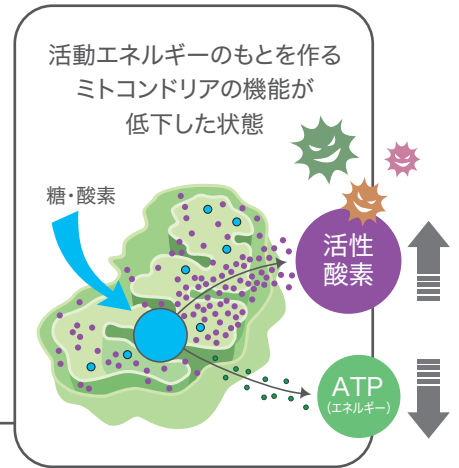 活動エネルギーのもとを作る
ミトコンドリアの機能が
低下した状態
糖・酸素
活性
酸素
ATP
(エネルギー)